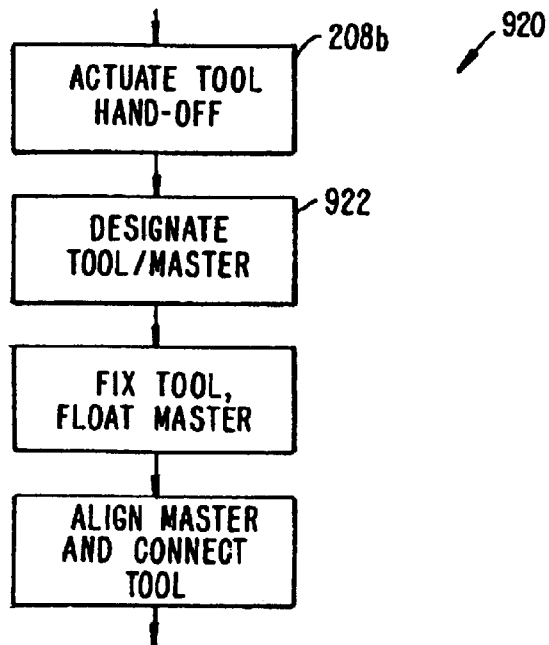 208b
920
ACTUATE TOOL
HAND-OFF
922
DESIGNATE
TOOL/MASTER
FIX TOOL,
FLOAT MASTER
ALIGN MASTER
AND CONNECT
TOOL